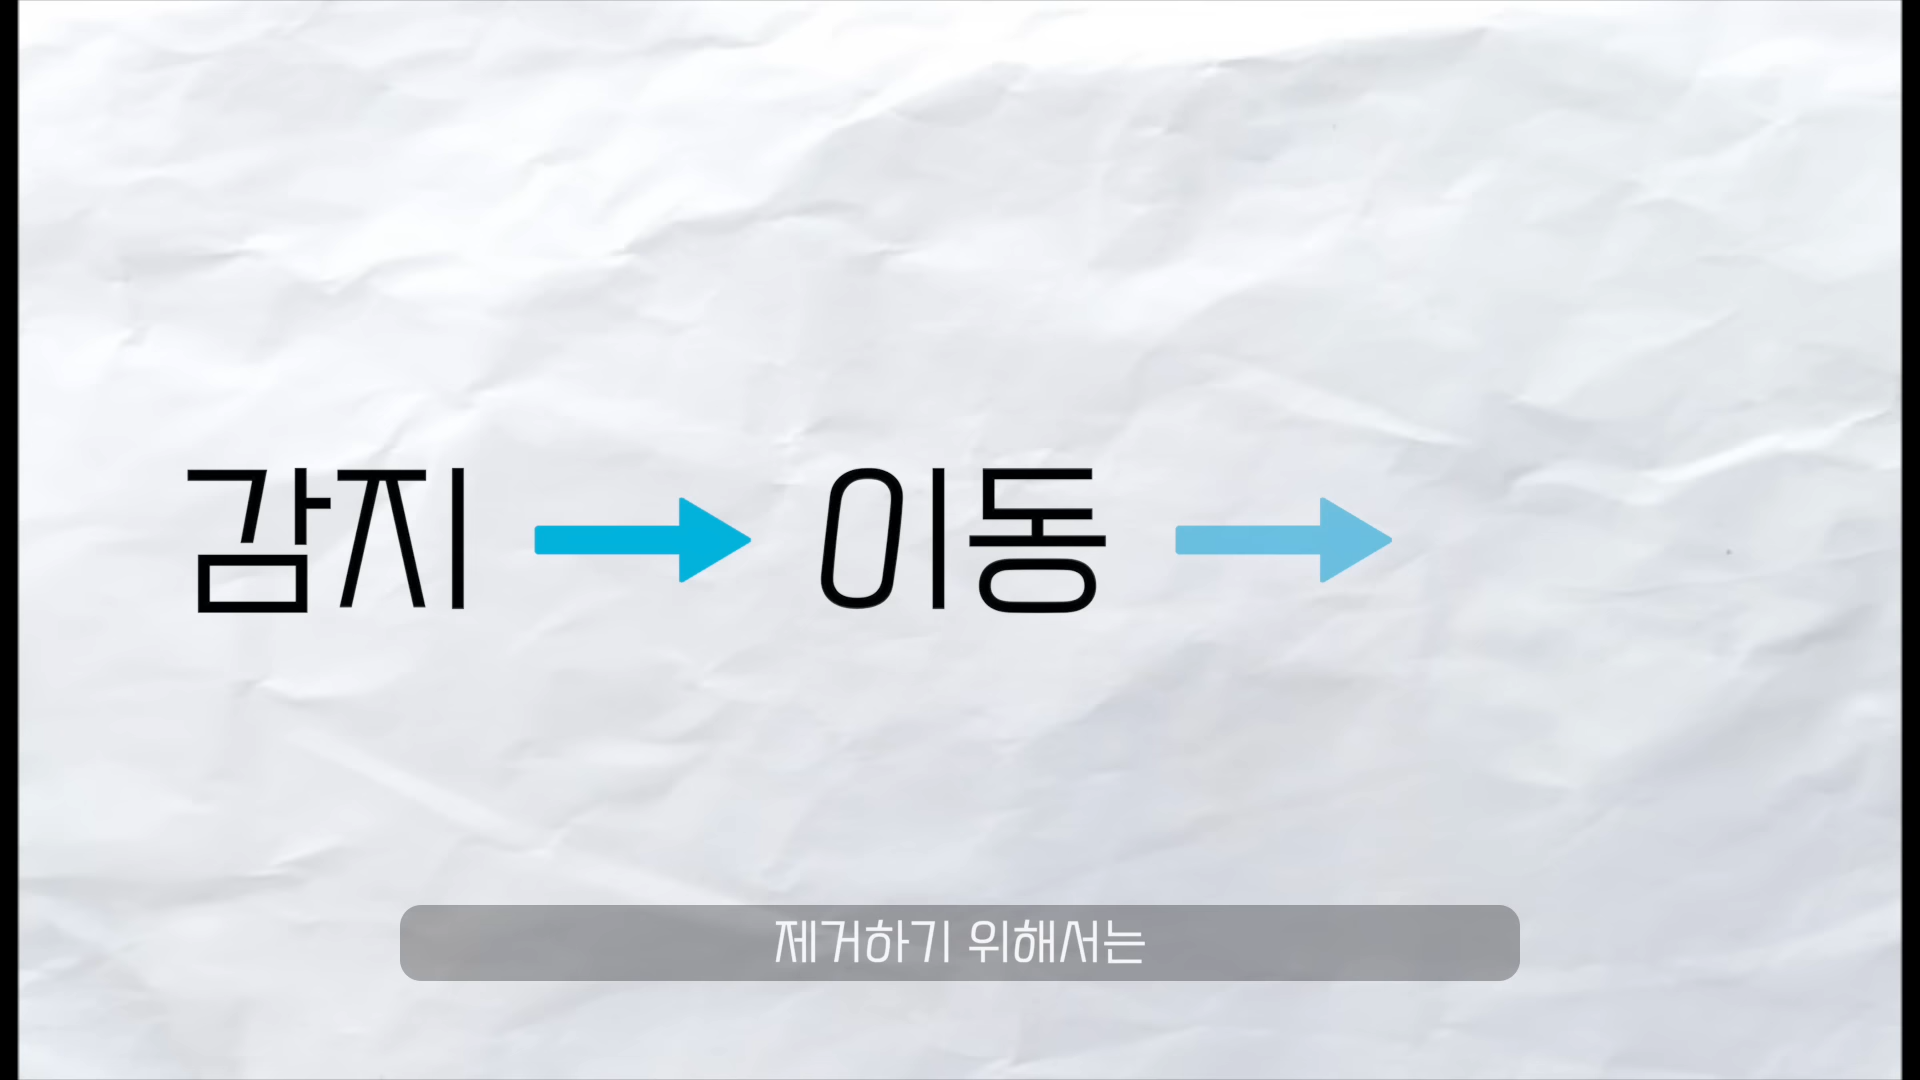 감지 → 이동 →
제거하기 위해서는